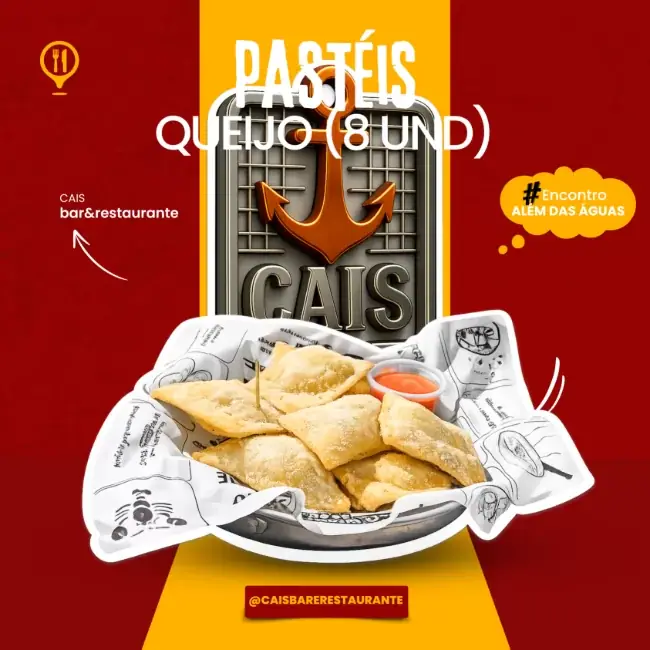 PASTÉIS
QUEIJO (8 UND)
CAIS
bar&restaurante
#Encontro
ALÉM DAS ÁGUAS
CAIS
@CAISBARERESTAURANTE